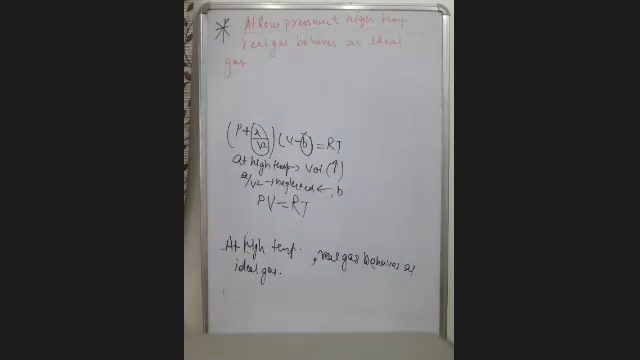 * At low pressure & high temp.
real gas behaves as ideal
gas.
(P + a/V2) (V - b) = RT
at high temp → Vol. (↑)
a/V2 → neglected ←, b
PV = RT
At high temp. , real gas behaves as
ideal gas.